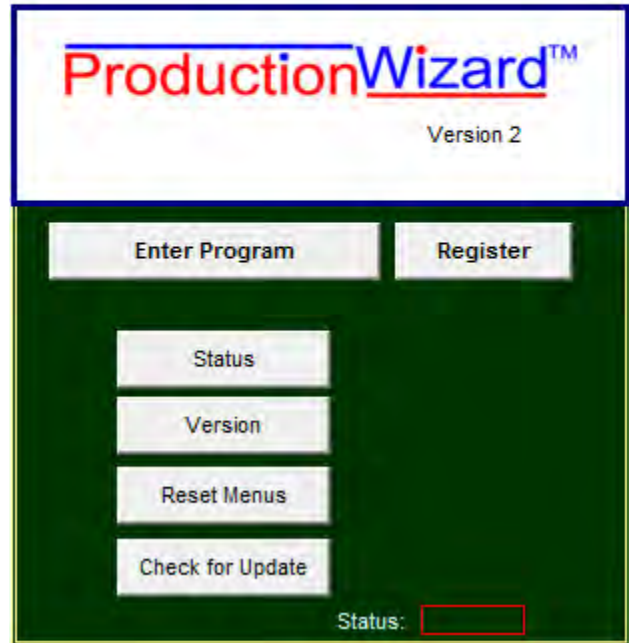 ProductionWizard™
Version 2
Enter Program Register
Status
Version
Reset Menus
Check for Update
Status: